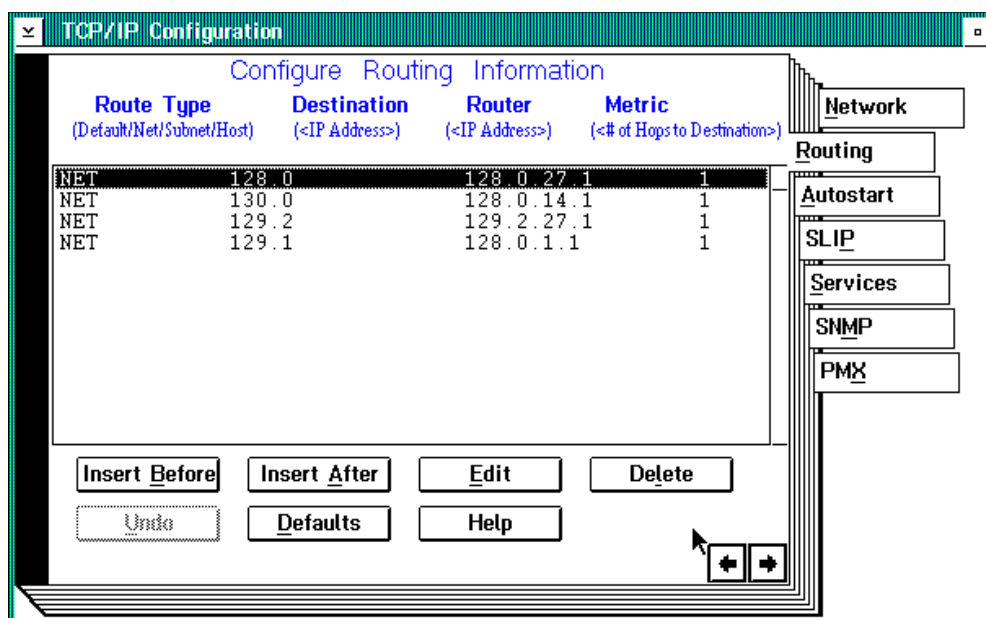 TCP/IP Configuration
Configure Routing Information
Route Type Destination Router Metric
(Default/Net/Subnet/Host) (<IP Address>) (<IP Address>) (<# of Hops to Destination>)
NET 128.0 128.0.27.1 1
NET 130.0 128.0.14.1 1
NET 129.2 129.2.27.1 1
NET 129.1 128.0.1.1 1
Insert Before Insert After Edit Delete
Undo Defaults Help
Network
Routing
Autostart
SLIP
Services
SNMP
PMX